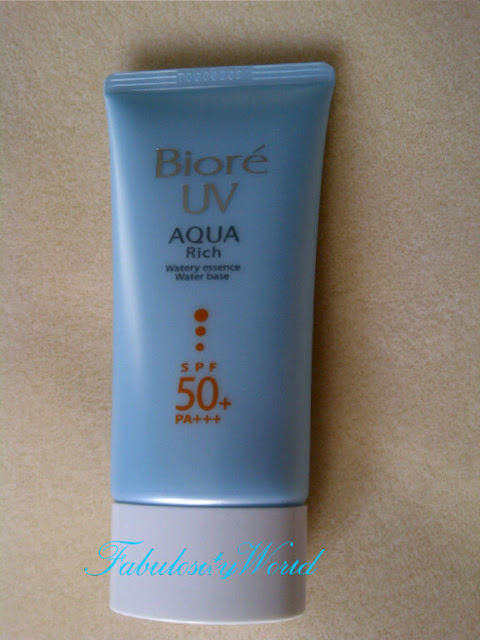 Bioré
UV
AQUA
Rich
Watery essence
Water base
SPF
50+
PA+++
FabulosityWorld